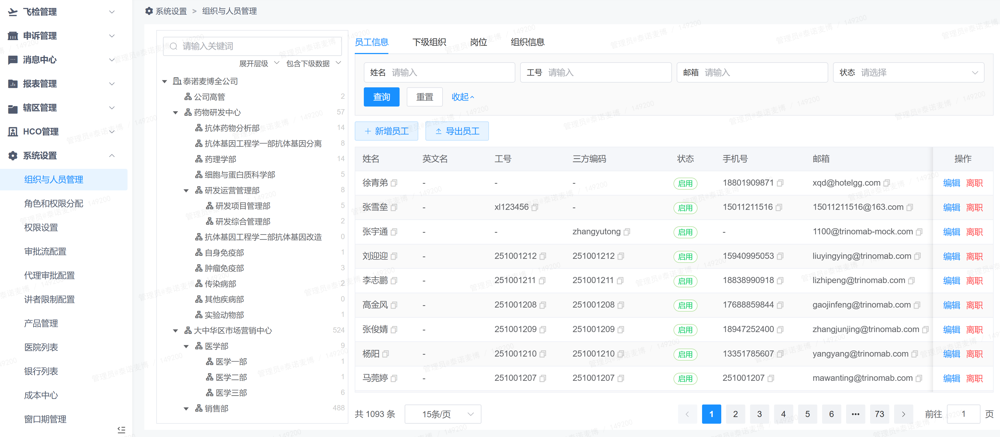 飞检管理
申诉管理
消息中心
报表管理
辖区管理
HCO管理
系统设置
组织与人员管理
角色和权限分配
权限设置
审批流配置
代理审批配置
讲者限制配置
产品管理
医院列表
银行列表
成本中心
窗口期管理
系统设置 > 组织与人员管理
请输入关键词
展开层级 包含下级数据
泰诺麦博全公司
公司高管 2
药物研发中心 57
抗体药物分析部 14
抗体基因工程学一部抗体基因分离 8
药理学部 14
细胞与蛋白质科学部 5
研发运营管理部 8
研发项目管理部 5
研发综合管理部 2
抗体基因工程学二部抗体基因改造 0
自身免疫部 1
肿瘤免疫部 3
传染病部 2
其他疾病部 0
实验动物部 1
大中华区市场营销中心 524
医学部 9
医学一部 1
医学二部 1
医学三部 6
销售部 488
员工信息 下级组织 岗位 组织信息
姓名 请输入 工号 请输入 邮箱 请输入 状态 请选择
查询 重置 收起
新增员工 导出员工
姓名 英文名 工号 三方编码 状态 手机号 邮箱 操作
徐青弟 - - - 启用 18801909871 xqd@hotelgg.com 编辑 离职
张雪垒 - xl123456 - 启用 15011211516 15011211516@163.com 编辑 离职
张宇通 - - zhangyutong 启用 - 1100@trinomab-mock.com 编辑 离职
刘迎迎 - 251001212 251001212 启用 15940995053 liuyingying@trinomab.com 编辑 离职
李志鹏 - 251001211 251001211 启用 18838990918 lizhipeng@trinomab.com 编辑 离职
高金风 - 251001208 251001208 启用 17688859844 gaojinfeng@trinomab.com 编辑 离职
张俊婧 - 251001209 251001209 启用 18947252400 zhangjunjing@trinomab.com 编辑 离职
杨阳 - 251001210 251001210 启用 13351785607 yangyang@trinomab.com 编辑 离职
马莞婷 - 251001207 251001207 启用 251001207 mawanting@trinomab.com 编辑 离职
共 1093 条 15条/页 1 2 3 4 5 6 ••• 73 前往 1 页
管理员@泰诺麦博 / 149200